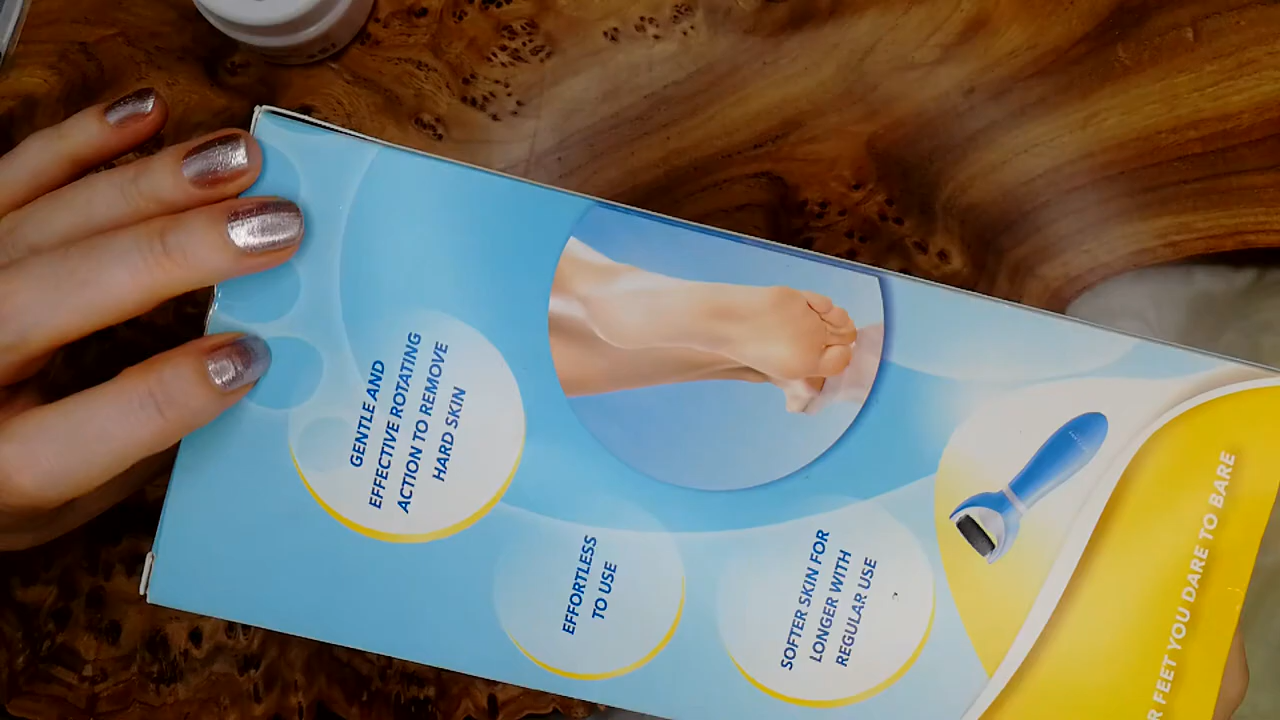 GENTLE AND
EFFECTIVE ROTATING
ACTION TO REMOVE
HARD SKIN
EFFORTLESS
TO USE
SOFTER SKIN FOR
LONGER WITH
REGULAR USE
FEET YOU DARE TO BARE